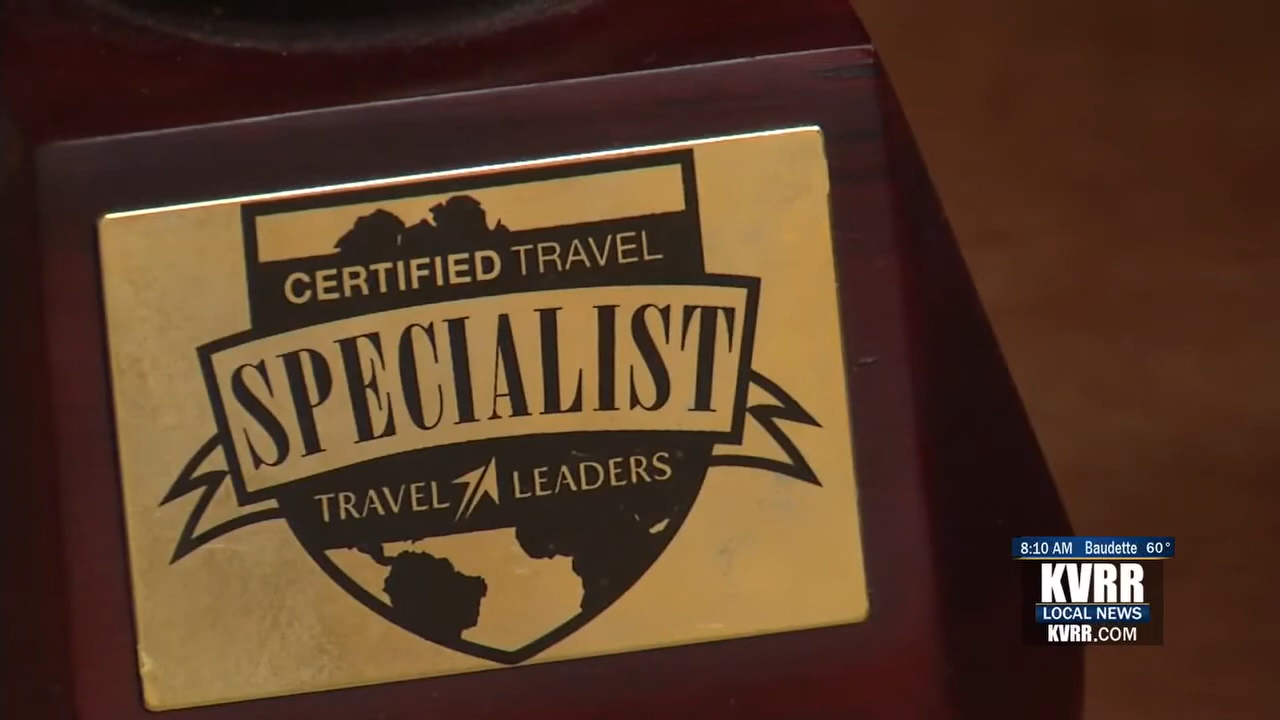 CERTIFIED TRAVEL
SPECIALIST
TRAVEL LEADERS
8:10 AM Baudette 60°
KVRR
LOCAL NEWS
KVRR.COM